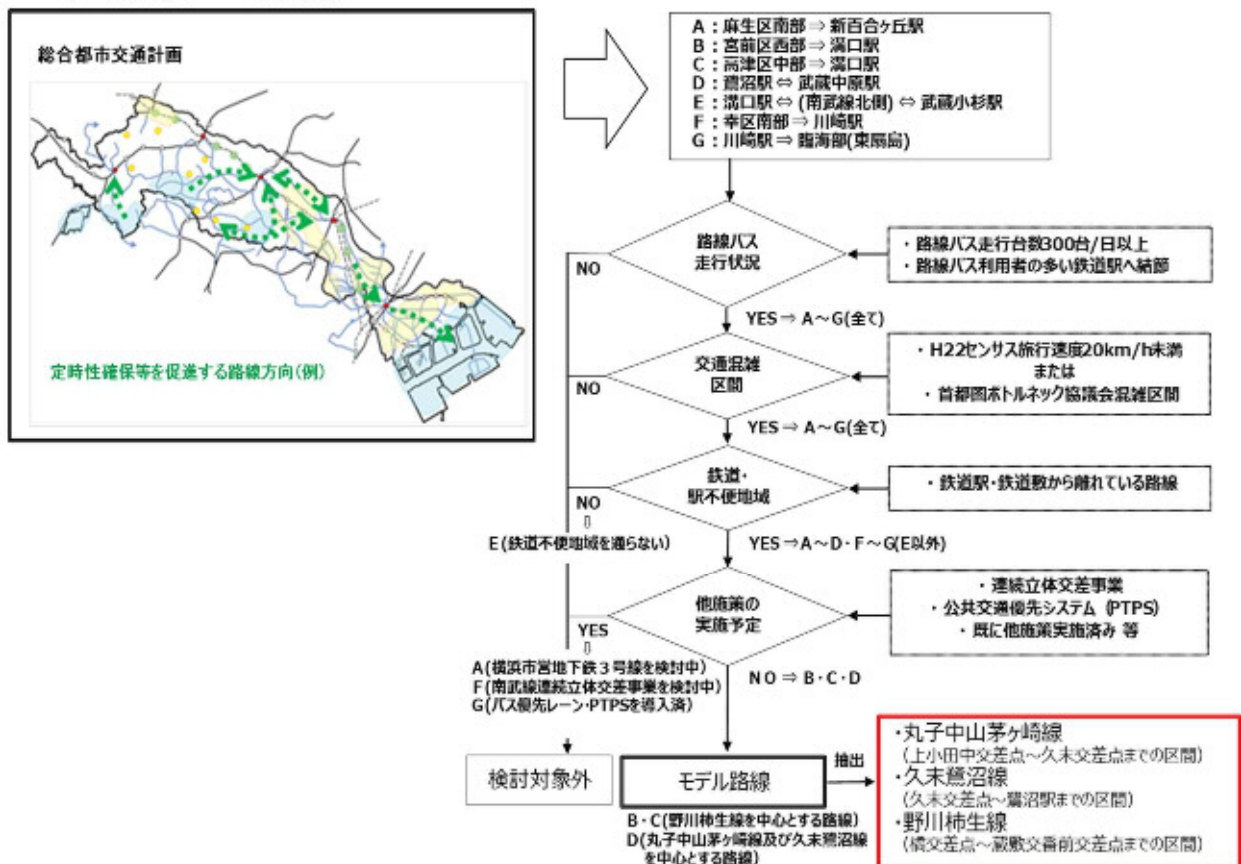 総合都市交通計画
定時性確保等を促進する路線方向(例)
A：麻生区南部⇒新百合ヶ丘駅
B：宮前区西部⇒溝口駅
C：高津区中部⇒溝口駅
D：鷺沼駅⇔武蔵中原駅
E：溝口駅⇔(南武線北側)⇔武蔵小杉駅
F：幸区南部⇒川崎駅
G：川崎駅⇒臨海部(東扇島)
路線バス
走行状況
・路線バス走行台数300台/日以上
・路線バス利用者の多い鉄道駅へ結節
NO
YES⇒A～G(全て)
交通混雑
区間
・H22センサス旅行速度20km/h未満
または
・首都圏ボトルネック協議会混雑区間
NO
YES⇒A～G(全て)
鉄道・
駅不便地域
・鉄道駅・鉄道敷から離れている路線
NO
⇩
E(鉄道不便地域を通らない)
YES⇒A～D・F～G(E以外)
他施策の
実施予定
・連続立体交差事業
・公共交通優先システム (PTPS)
・既に他施策実施済み 等
YES
⇩
A(横浜市営地下鉄３号線を検討中)
F(南武線連続立体交差事業を検討中)
G(バス優先レーン・PTPSを導入済)
NO⇒B・C・D
検討対象外
モデル路線
抽出
B・C(野川柿生線を中心とする路線)
D(丸子中山茅ヶ崎線及び久末鷺沼線
を中心とする路線)
・丸子中山茅ヶ崎線
(上小田中交差点～久末交差点までの区間)
・久末鷺沼線
(久末交差点～鷺沼駅までの区間)
・野川柿生線
(橋交差点～蔵敷交番前交差点までの区間)